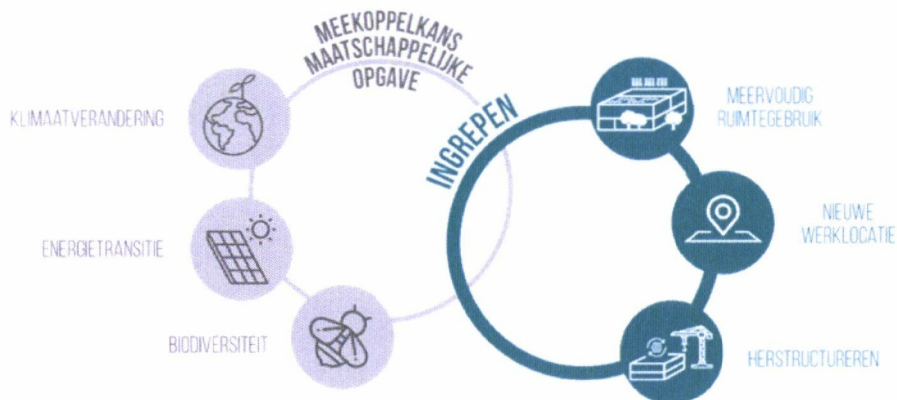 MEEKOPPELKANS
MAATSCHAPPELIJKE
OPGAVE
KLIMAATVERANDERING
ENERGIETRANSITIE
BIODIVERSITEIT
INGREPEN
MEERVOUDIG
RUIMTEGEBRUIK
NIEUWE
WERKLOCATIE
HERSTRUCTUREREN